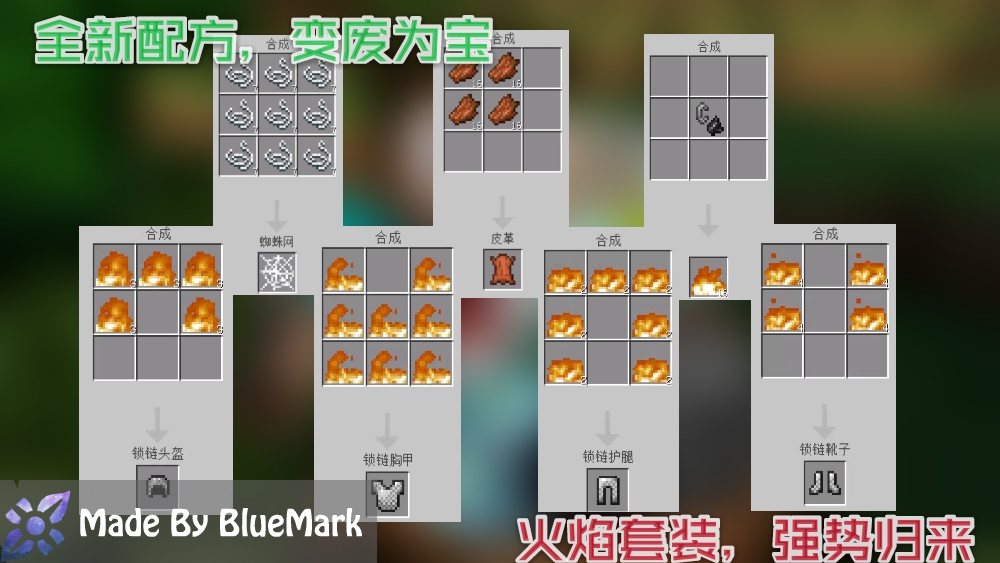 全新配方，变废为宝
合成
合成
合成
蜘蛛网
皮革
合成
合成
合成
合成
锁链头盔
锁链胸甲
锁链护腿
锁链靴子
Made By BlueMark
火焰套装，强势归来